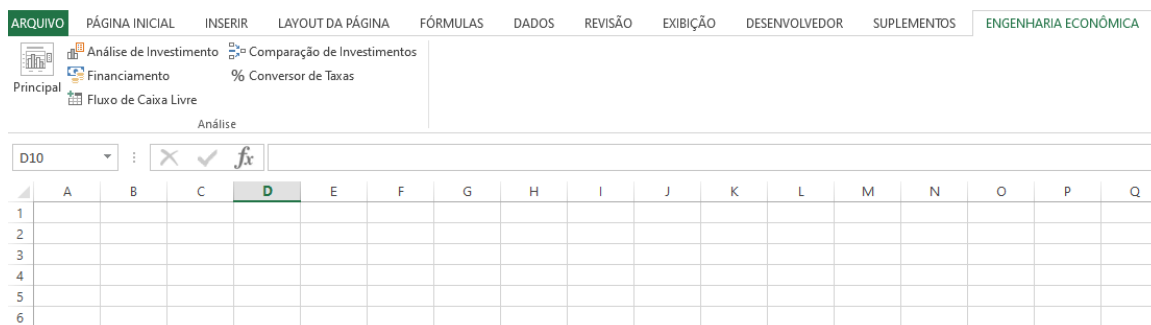 ARQUIVO PÁGINA INICIAL INSERIR LAYOUT DA PÁGINA FÓRMULAS DADOS REVISÃO EXIBIÇÃO DESENVOLVEDOR SUPLEMENTOS ENGENHARIA ECONÔMICA
Análise de Investimento Comparação de Investimentos
Financiamento % Conversor de Taxas
Principal
Fluxo de Caixa Livre
Análise
D10 fx
A B C D E F G H I J K L M N O P Q
1
2
3
4
5
6